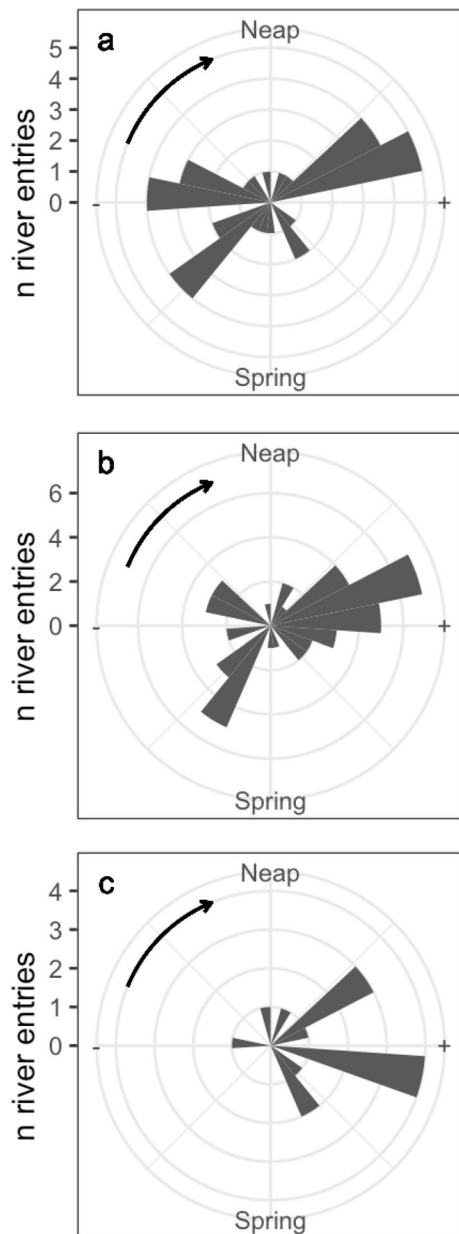 a
Neap
n river entries
5
4
3
2
1
0
-
+
Spring
b
Neap
n river entries
6
4
2
0
-
+
Spring
c
Neap
n river entries
4
3
2
1
0
-
+
Spring